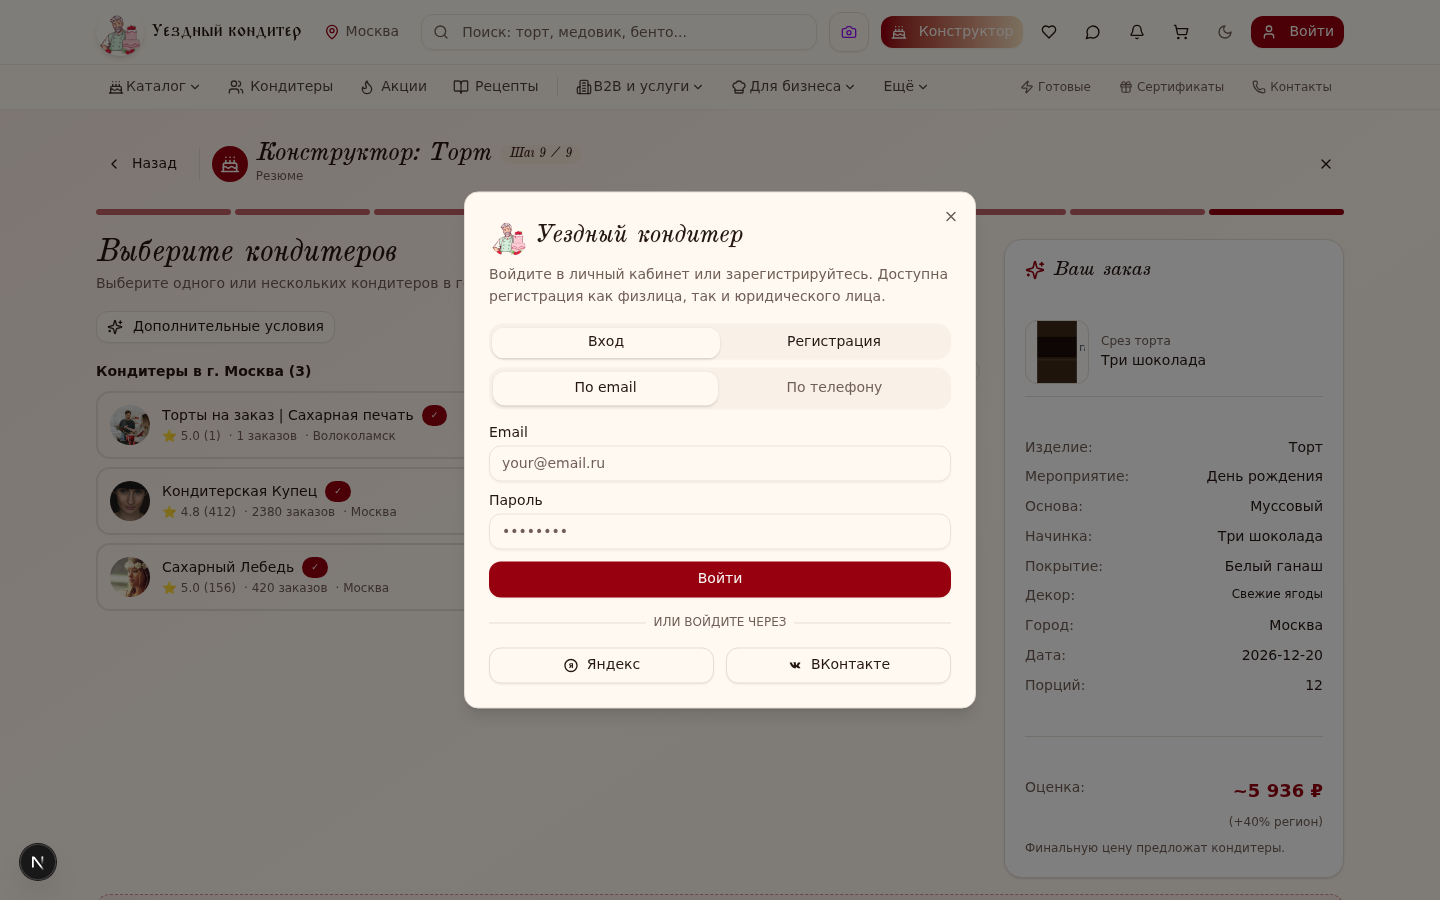 Уездный кондитер
Москва
Поиск: торт, медовик, бенто...
Конструктор
Войти
Каталог
Кондитеры
Акции
Рецепты
B2B и услуги
Для бизнеса
Ещё
Готовые
Сертификаты
Контакты
Назад
Конструктор: Торт
Шаг 9 / 9
Резюме
Выберите кондитеров
Выберите одного или нескольких кондитеров в г
Дополнительные условия
Кондитеры в г. Москва (3)
Торты на заказ | Сахарная печать ✓
⭐ 5.0 (1) · 1 заказов · Волоколамск
Кондитерская Купец ✓
⭐ 4.8 (412) · 2380 заказов · Москва
Сахарный Лебедь ✓
⭐ 5.0 (156) · 420 заказов · Москва
Уездный кондитер
Войдите в личный кабинет или зарегистрируйтесь. Доступна
регистрация как физлица, так и юридического лица.
Вход
Регистрация
По email
По телефону
Email
your@email.ru
Пароль
••••••••
Войти
ИЛИ ВОЙДИТЕ ЧЕРЕЗ
Яндекс
ВКонтакте
Ваш заказ
Срез торта
Три шоколада
Изделие: Торт
Мероприятие: День рождения
Основа: Муссовый
Начинка: Три шоколада
Покрытие: Белый ганаш
Декор: Свежие ягоды
Город: Москва
Дата: 2026-12-20
Порций: 12
Оценка: ~5 936 ₽
(+40% регион)
Финальную цену предложат кондитеры.
N